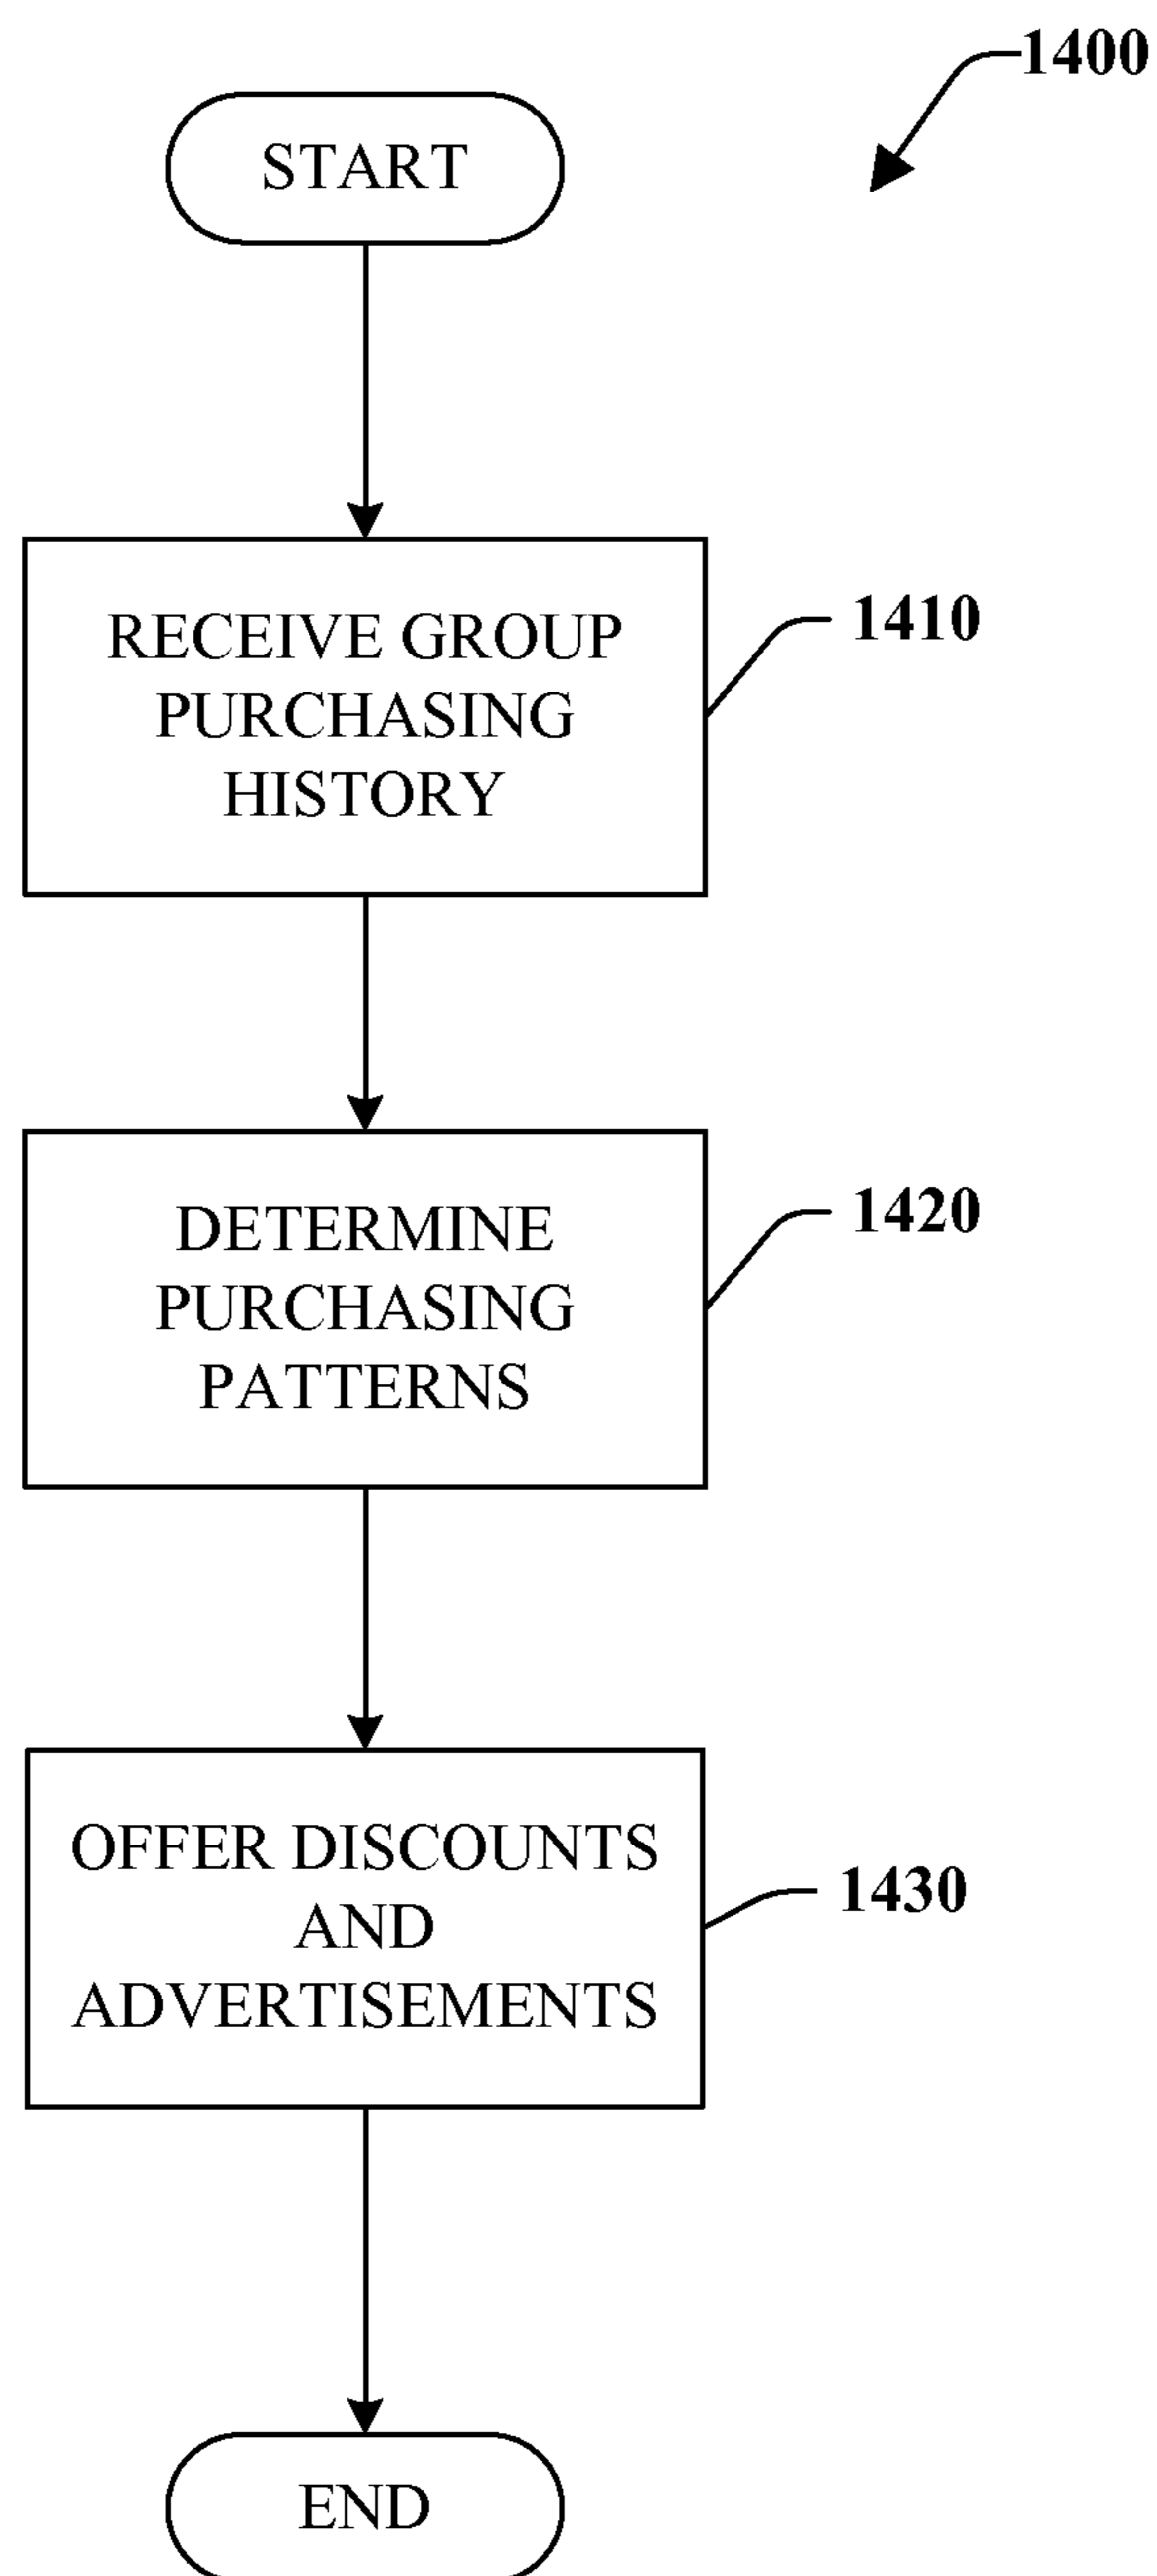 1400
START
RECEIVE GROUP
PURCHASING
HISTORY
1410
DETERMINE
PURCHASING
PATTERNS
1420
OFFER DISCOUNTS
AND
ADVERTISEMENTS
1430
END